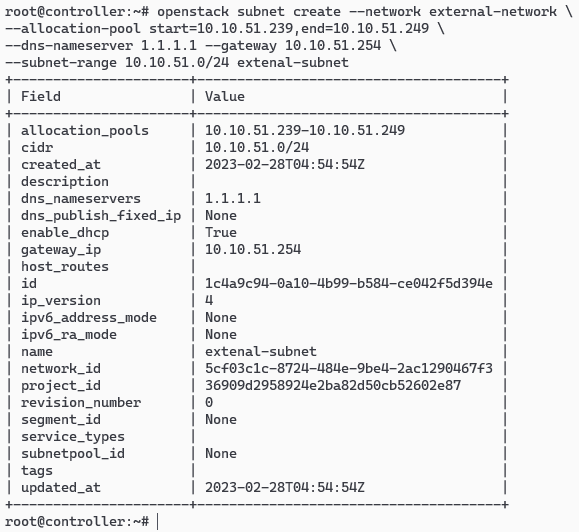 root@controller:~# openstack subnet create --network external-network \
--allocation-pool start=10.10.51.239,end=10.10.51.249 \
--dns-nameserver 1.1.1.1 --gateway 10.10.51.254 \
--subnet-range 10.10.51.0/24 extenal-subnet
+----------------------+--------------------------------------+
| Field                | Value                                |
+----------------------+--------------------------------------+
| allocation_pools     | 10.10.51.239-10.10.51.249            |
| cidr                 | 10.10.51.0/24                        |
| created_at           | 2023-02-28T04:54:54Z                 |
| description          |                                      |
| dns_nameservers      | 1.1.1.1                              |
| dns_publish_fixed_ip | None                                 |
| enable_dhcp          | True                                 |
| gateway_ip           | 10.10.51.254                         |
| host_routes          |                                      |
| id                   | 1c4a9c94-0a10-4b99-b584-ce042f5d394e |
| ip_version           | 4                                    |
| ipv6_address_mode    | None                                 |
| ipv6_ra_mode         | None                                 |
| name                 | extenal-subnet                       |
| network_id           | 5cf03c1c-8724-484e-9be4-2ac1290467f3 |
| project_id           | 36909d2958924e2ba82d50cb52602e87     |
| revision_number      | 0                                    |
| segment_id           | None                                 |
| service_types        |                                      |
| subnetpool_id        | None                                 |
| tags                 |                                      |
| updated_at           | 2023-02-28T04:54:54Z                 |
+----------------------+--------------------------------------+
root@controller:~#